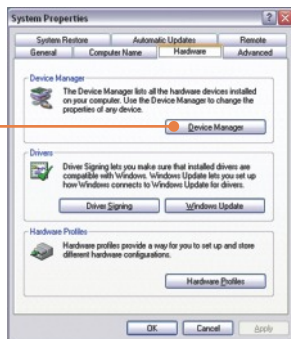 System Properties
System Restore Automatic Updates Remote
General Computer Name Hardware Advanced
Device Manager
The Device Manager lists all the hardware devices installed
on your computer. Use the Device Manager to change the
properties of any device.
Device Manager
Drivers
Driver Signing lets you make sure that installed drivers are
compatible with Windows. Windows Update lets you set up
how Windows connects to Windows Update for drivers.
Driver Signing Windows Update
Hardware Profiles
Hardware profiles provide a way for you to set up and store
different hardware configurations.
Hardware Profiles
OK Cancel Apply